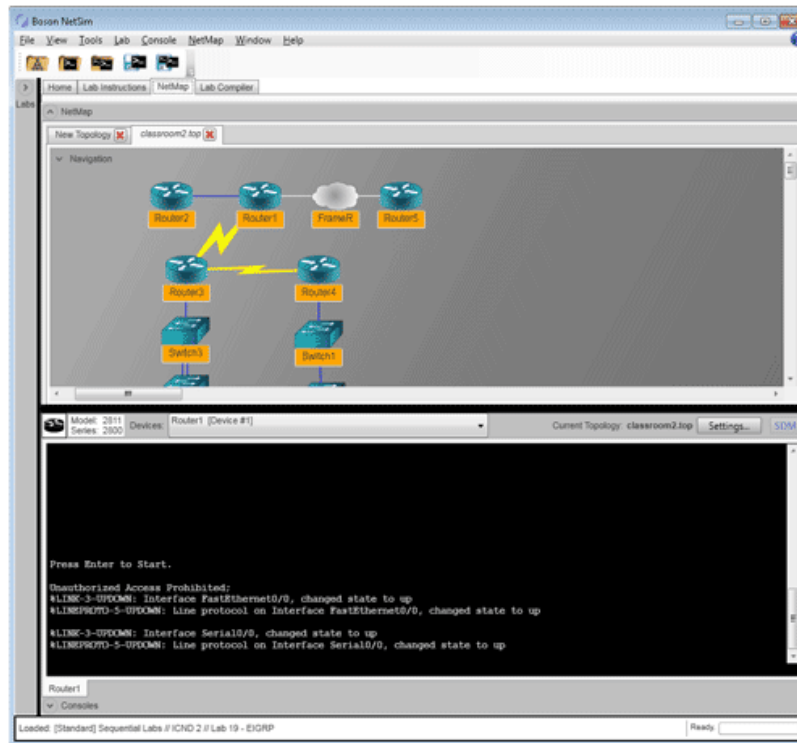 Boson NetSim
File View Tools Lab Console NetMap Window Help
Home Lab Instructions NetMap Lab Compiler
Labs
NetMap
New Topology classroom2.top
Navigation
Router2 Router1 FrameR Router5
Router3 Router4
Switch3 Switch1
Model: 2811
Series: 2800
Devices: Router1 [Device #1]
Current Topology: classroom2.top Settings... SDM
Press Enter to Start.
Unauthorized Access Prohibited;
%LINK-3-UPDOWN: Interface FastEthernet0/0, changed state to up
%LINEPROTO-5-UPDOWN: Line protocol on Interface FastEthernet0/0, changed state to up
%LINK-3-UPDOWN: Interface Serial0/0, changed state to up
%LINEPROTO-5-UPDOWN: Line protocol on Interface Serial0/0, changed state to up
Router1
Consoles
Loaded: [Standard] Sequential Labs // ICND 2 // Lab 19 - EIGRP
Ready.